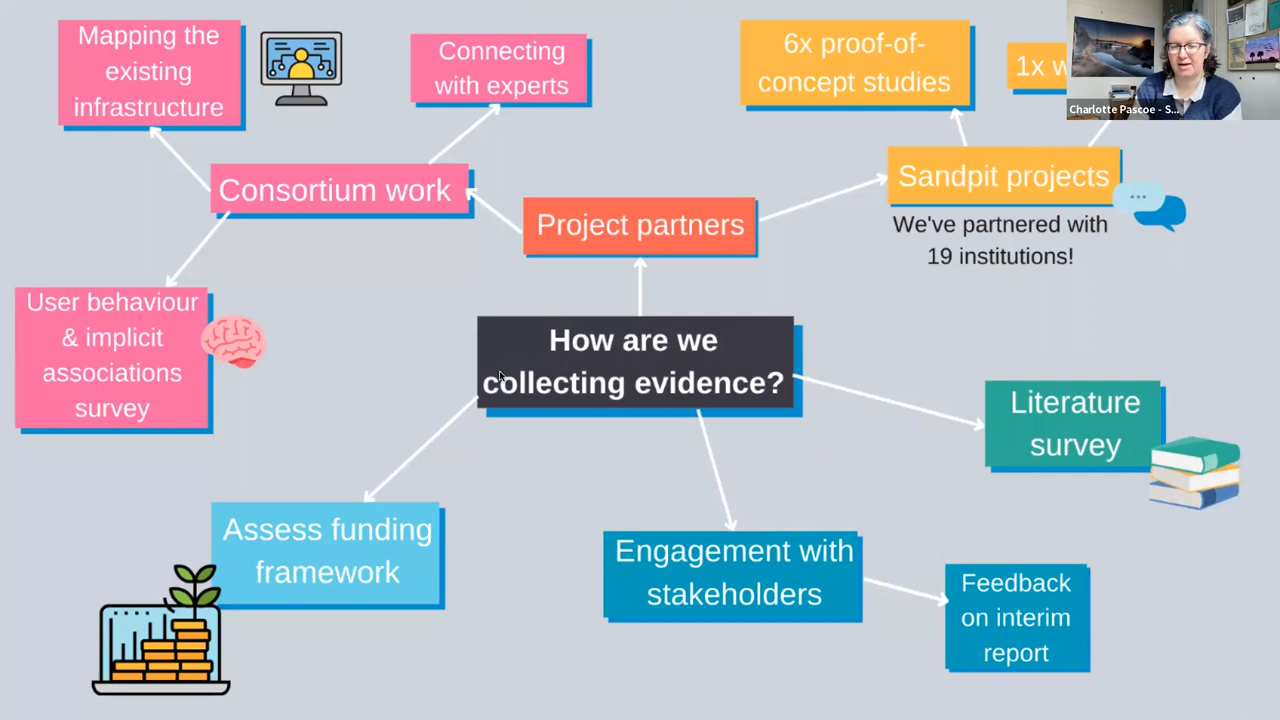 Mapping the
existing
infrastructure
Connecting
with experts
6x proof-of-
concept studies
1x
Charlotte Pascoe - S...
Consortium work
Project partners
Sandpit projects
We've partnered with
19 institutions!
User behaviour
& implicit
associations
survey
How are we
collecting evidence?
Literature
survey
Assess funding
framework
Engagement with
stakeholders
Feedback
on interim
report